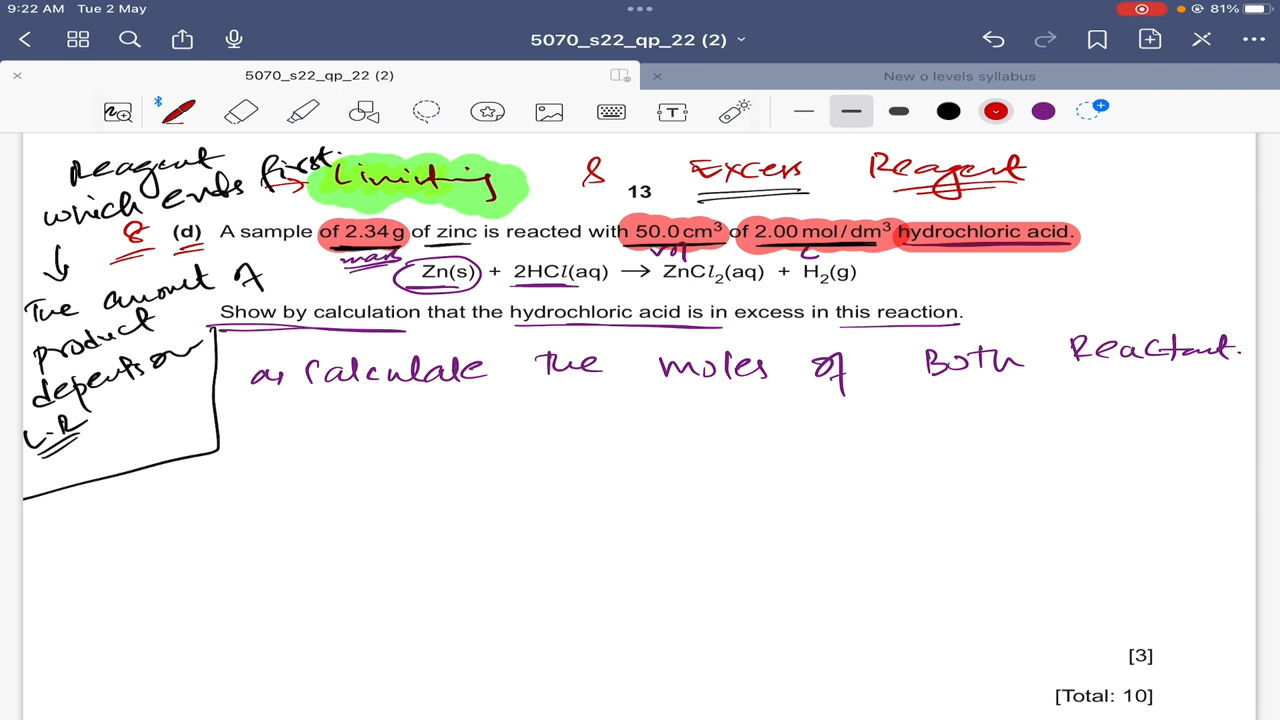 9:22 AM Tue 2 May
81%
5070_s22_qp_22 (2)
5070_s22_qp_22 (2)
New o levels syllabus
T
Reagent
which ends first.
Limiting & Excess Reagent
13
8 (d) A sample of 2.34 g of zinc is reacted with 50.0 cm³ of 2.00 mol / dm³ hydrochloric acid.
mass vol C
Zn(s) + 2HCl(aq) → ZnCl₂(aq) + H₂(g)
Show by calculation that the hydrochloric acid is in excess in this reaction.
The amount of
product
depends on
L.R
a, Calculate the moles of Both Reactant.
[3]
[Total: 10]